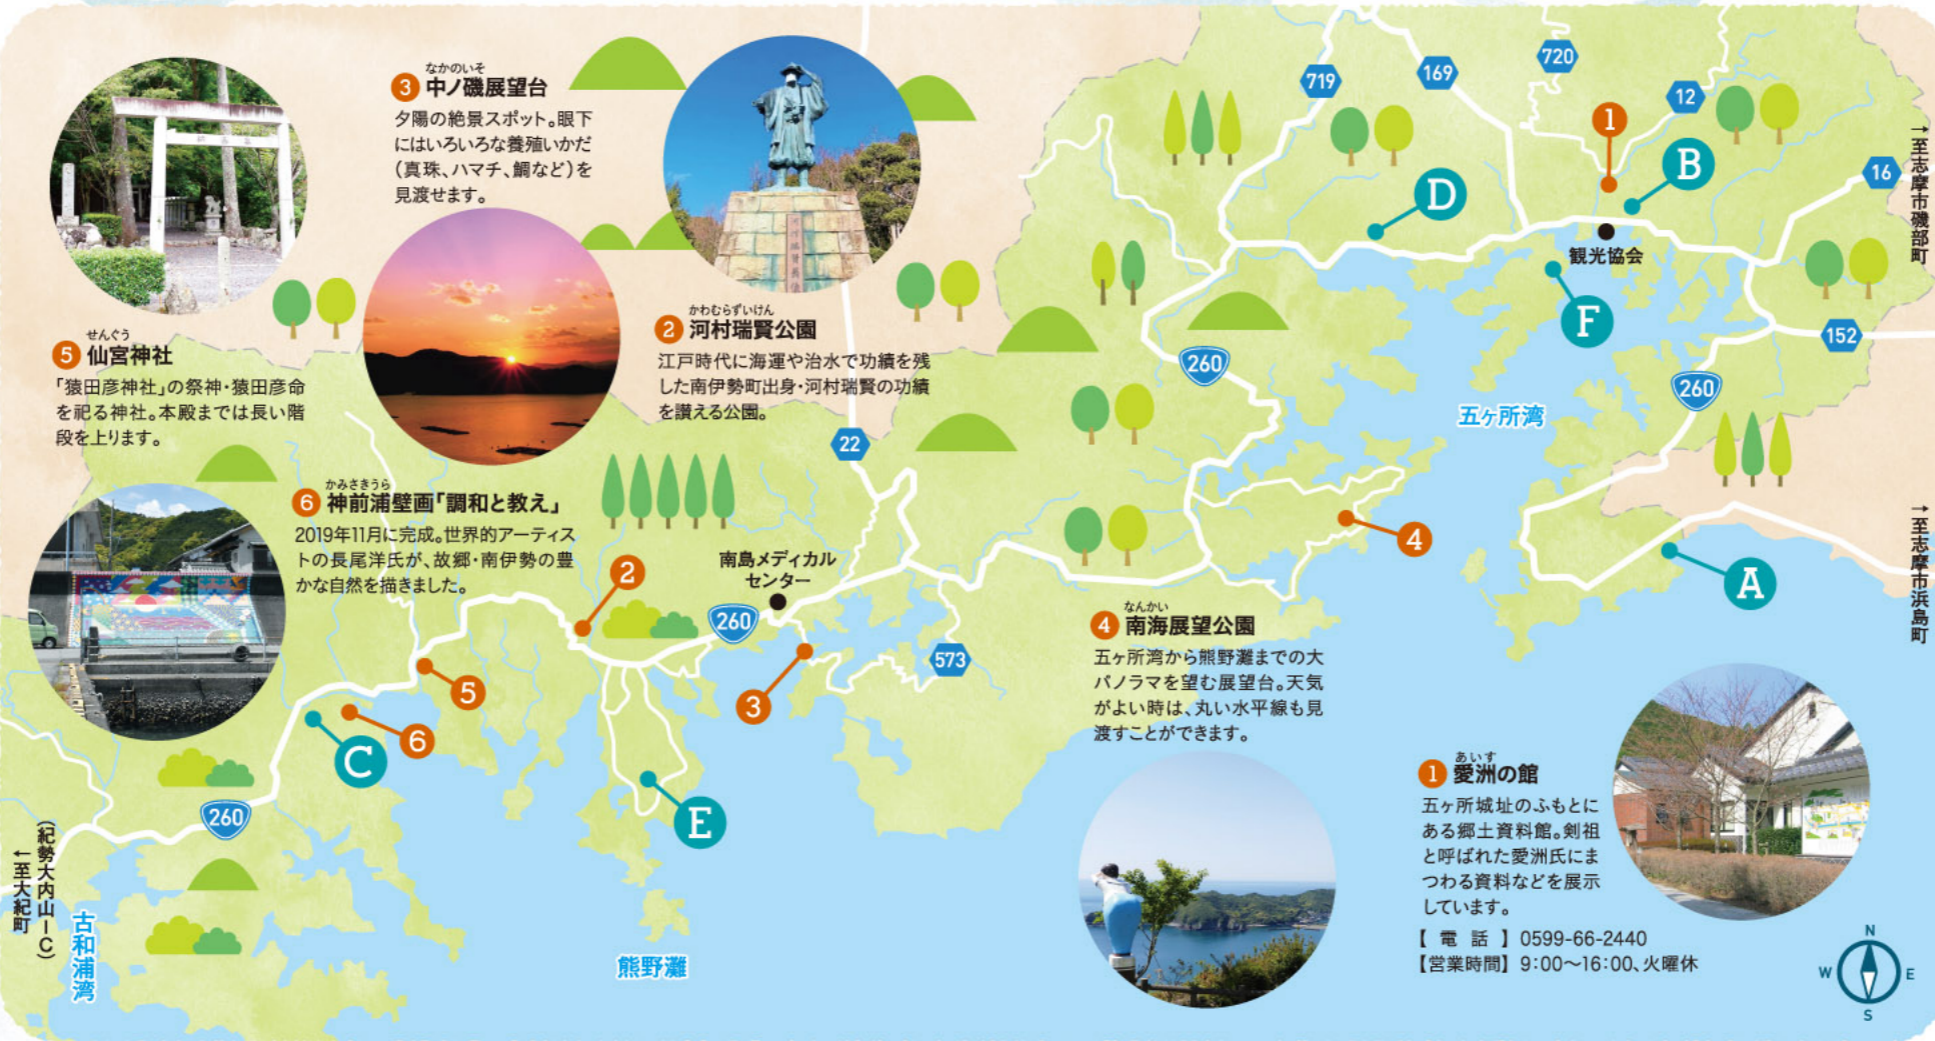 なかのいそ
3 中ノ磯展望台
夕陽の絶景スポット。眼下
にはいろいろな養殖いかだ
（真珠、ハマチ、鯛など）を
見渡せます。
せんぐう
5 仙宮神社
「猿田彦神社」の祭神・猿田彦命
を祀る神社。本殿までは長い階
段を上ります。
かわむらずいけん
2 河村瑞賢公園
江戸時代に海運や治水で功績を残
した南伊勢町出身・河村瑞賢の功績
を讃える公園。
かみさきうら
6 神前浦壁画「調和と教え」
2019年11月に完成。世界的アーティス
トの長尾洋氏が、故郷・南伊勢の豊
かな自然を描きました。
なんかい
4 南海展望公園
五ヶ所湾から熊野灘までの大
パノラマを望む展望台。天気
がよい時は、丸い水平線も見
渡すことができます。
あいす
1 愛洲の館
五ヶ所城址のふもとに
ある郷土資料館。剣祖
と呼ばれた愛洲氏にま
つわる資料などを展示
しています。
【電話】0599-66-2440
【営業時間】9:00〜16:00、火曜休
719
169
720
12
16
152
260
260
22
260
573
260
1
B
D
観光協会
F
五ヶ所湾
4
A
南島メディカル
センター
2
3
5
6
C
E
熊野灘
古和浦湾
↑至志摩市磯部町
↑至志摩市浜島町
（紀勢大内山IC）
↑至大紀町
N
W
E
S